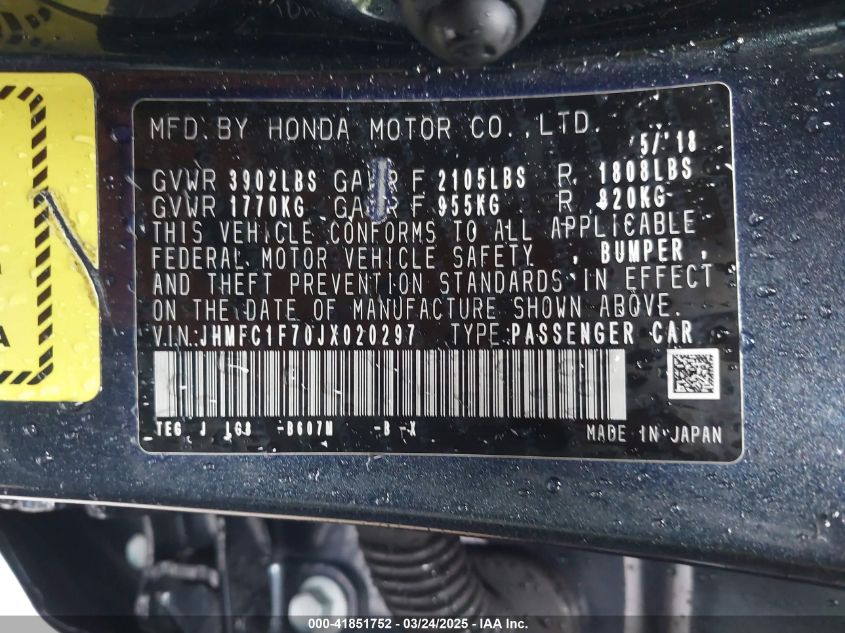 MFD. BY HONDA MOTOR CO., LTD. 5/'18
GVWR 3902LBS GAWR F 2105LBS R 1808LBS
GVWR 1770KG GAWR F 955KG R 820KG
THIS VEHICLE CONFORMS TO ALL APPLICABLE
FEDERAL MOTOR VEHICLE SAFETY , BUMPER ,
AND THEFT PREVENTION STANDARDS IN EFFECT
ON THE DATE OF MANUFACTURE SHOWN ABOVE.
V.I.N.: JHMFC1F70JX020297 TYPE: PASSENGER CAR
TEG J -B607M -B -X
MADE IN JAPAN
A
000-41851752 — 03/24/2025 — IAA Inc.